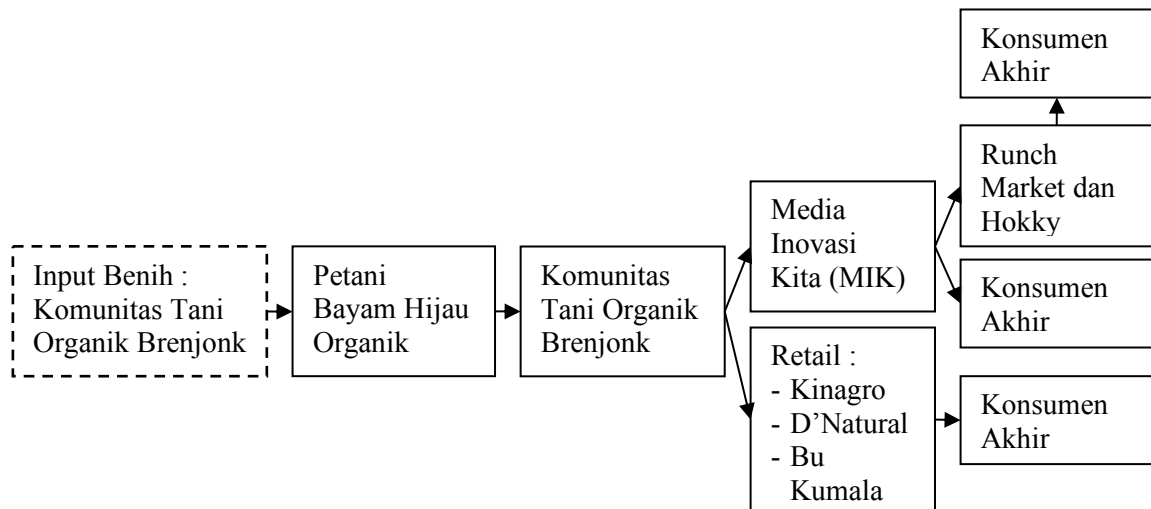 Input Benih :
Komunitas Tani
Organik Brenjonk
Petani
Bayam Hijau
Organik
Komunitas
Tani Organik
Brenjonk
Media
Inovasi
Kita (MIK)
Retail :
- Kinagro
- D’Natural
- Bu
Kumala
Konsumen
Akhir
Runch
Market dan
Hokky
Konsumen
Akhir
Konsumen
Akhir